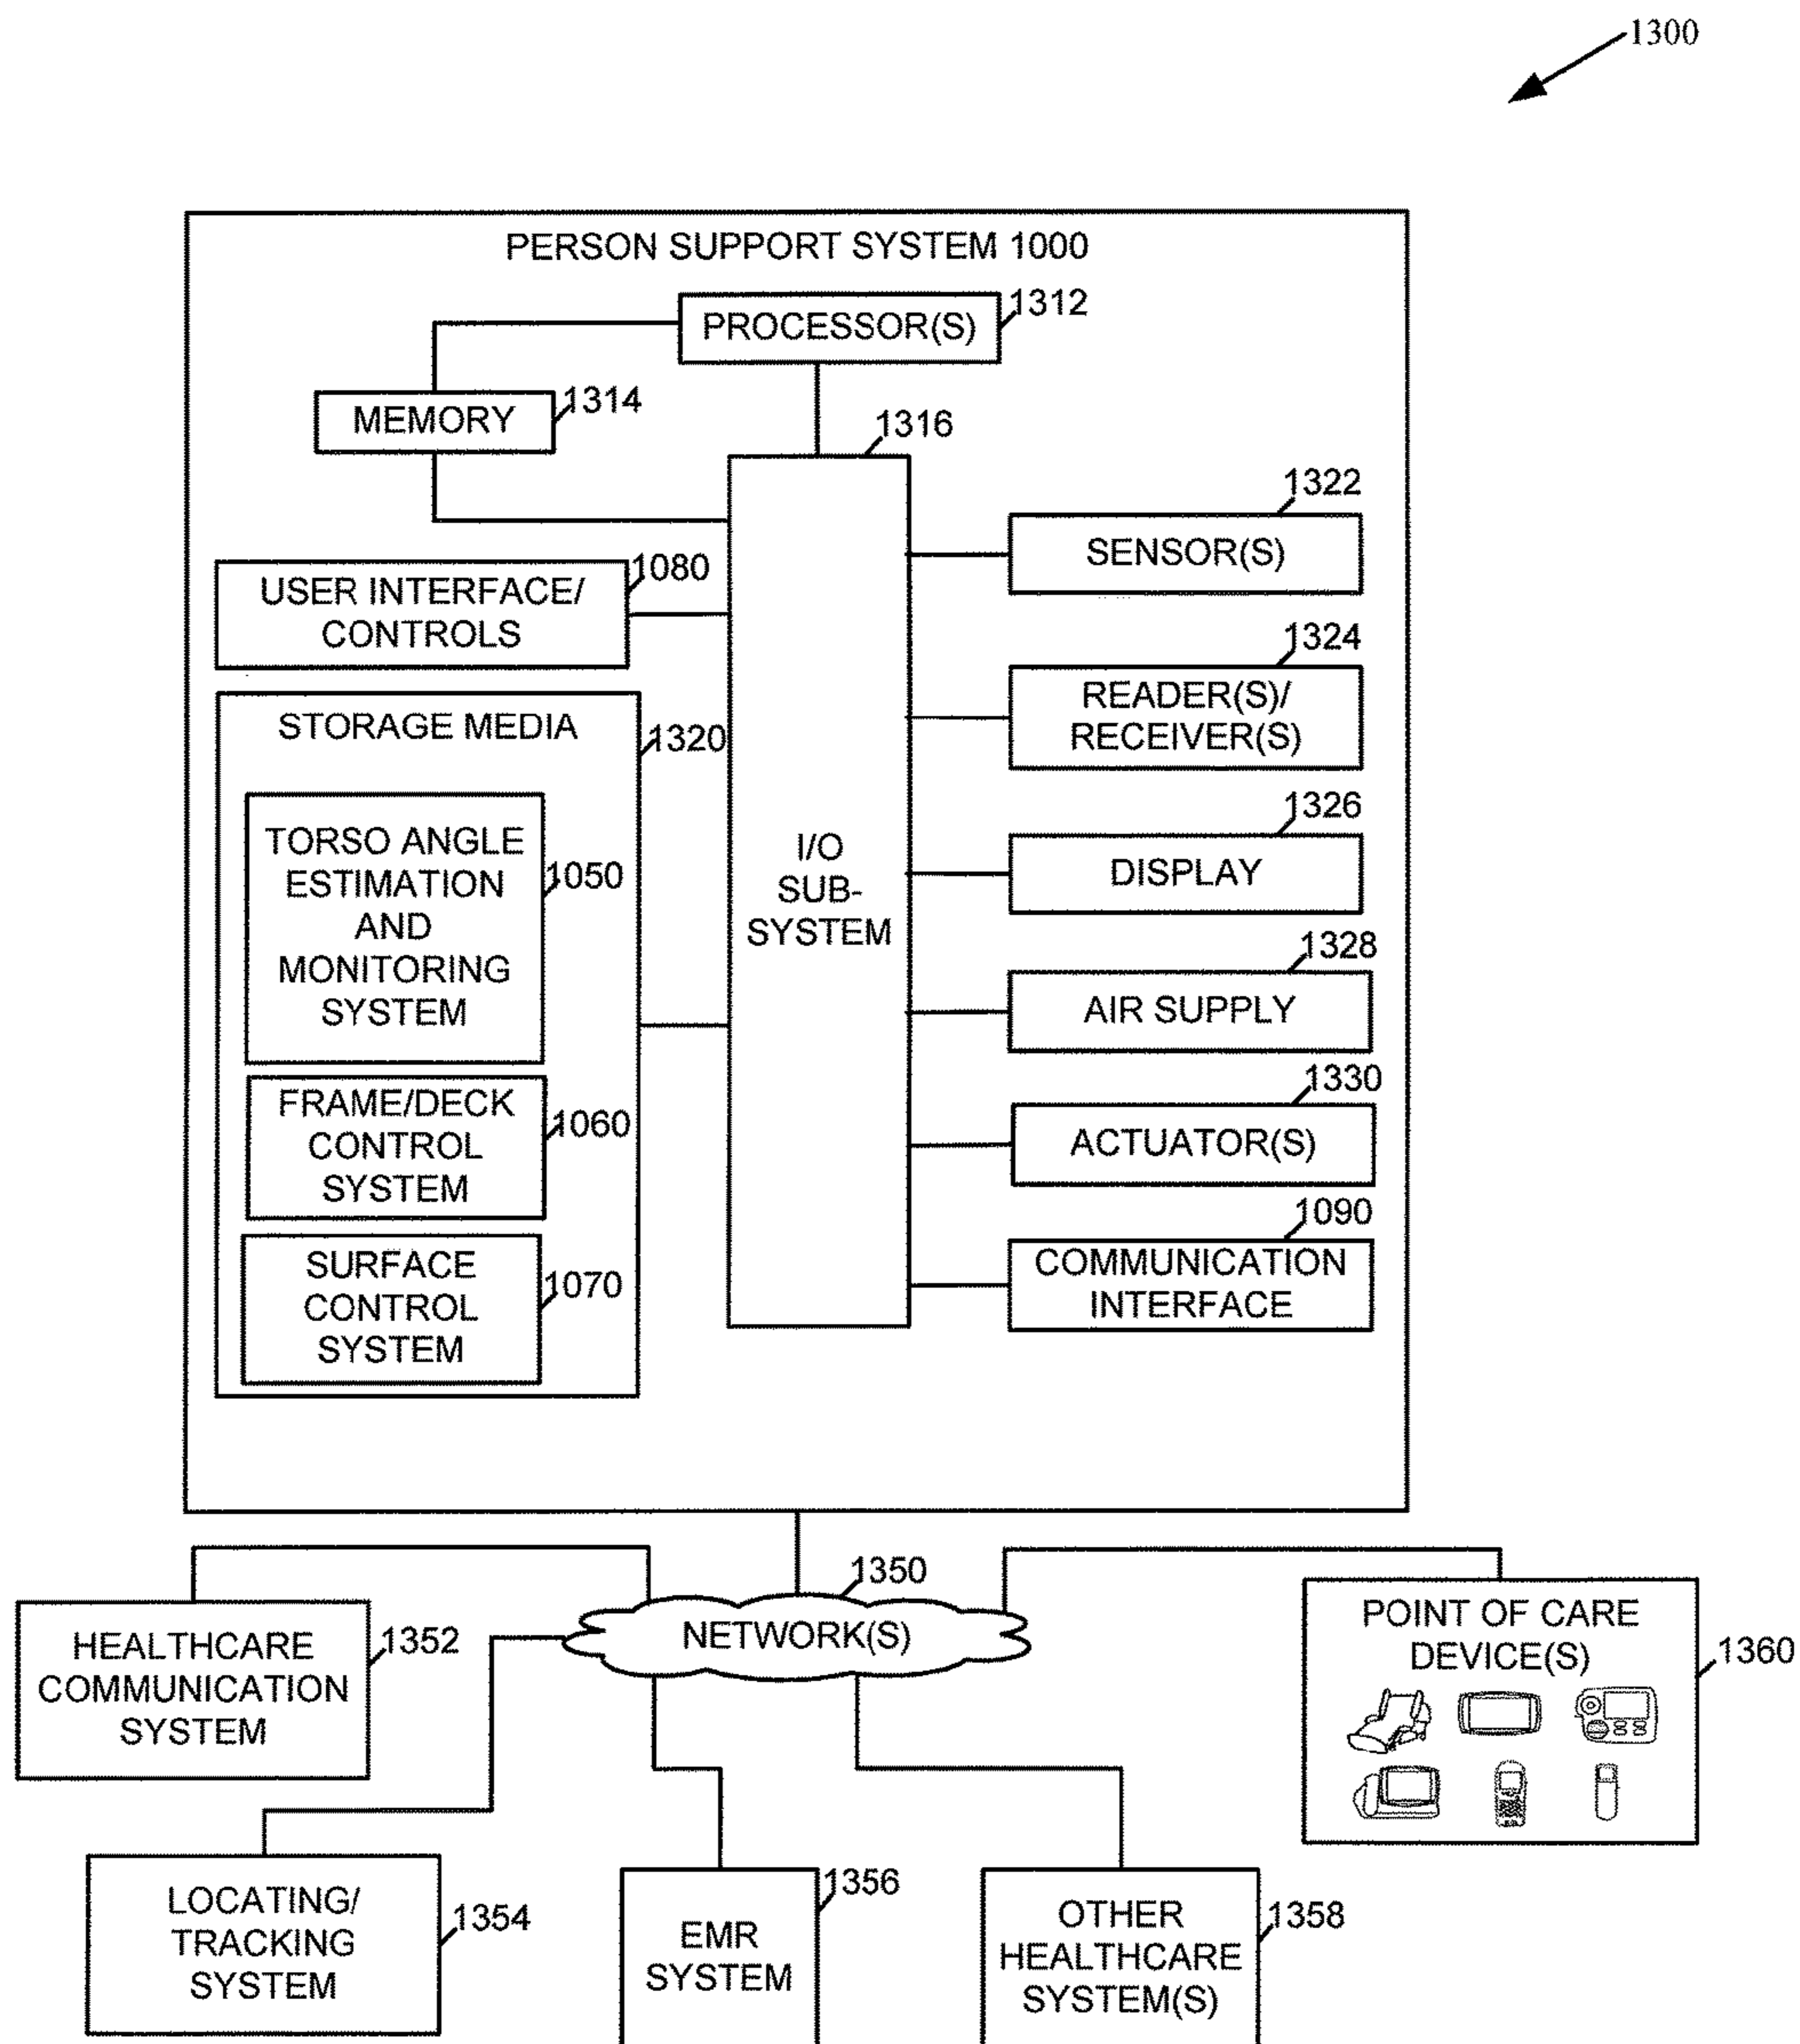 1300
PERSON SUPPORT SYSTEM 1000
1312
PROCESSOR(S)
1314
MEMORY
1316
1322
SENSOR(S)
1080
USER INTERFACE/
CONTROLS
1324
READER(S)/
RECEIVER(S)
STORAGE MEDIA
1320
1326
DISPLAY
TORSO ANGLE
ESTIMATION
AND
MONITORING
SYSTEM
1050
I/O
SUB-
SYSTEM
1328
AIR SUPPLY
1330
ACTUATOR(S)
FRAME/DECK
CONTROL
SYSTEM
1060
1090
COMMUNICATION
INTERFACE
SURFACE
CONTROL
SYSTEM
1070
1350
NETWORK(S)
HEALTHCARE
COMMUNICATION
SYSTEM
1352
POINT OF CARE
DEVICE(S)
1360
LOCATING/
TRACKING
SYSTEM
1354
EMR
SYSTEM
1356
OTHER
HEALTHCARE
SYSTEM(S)
1358